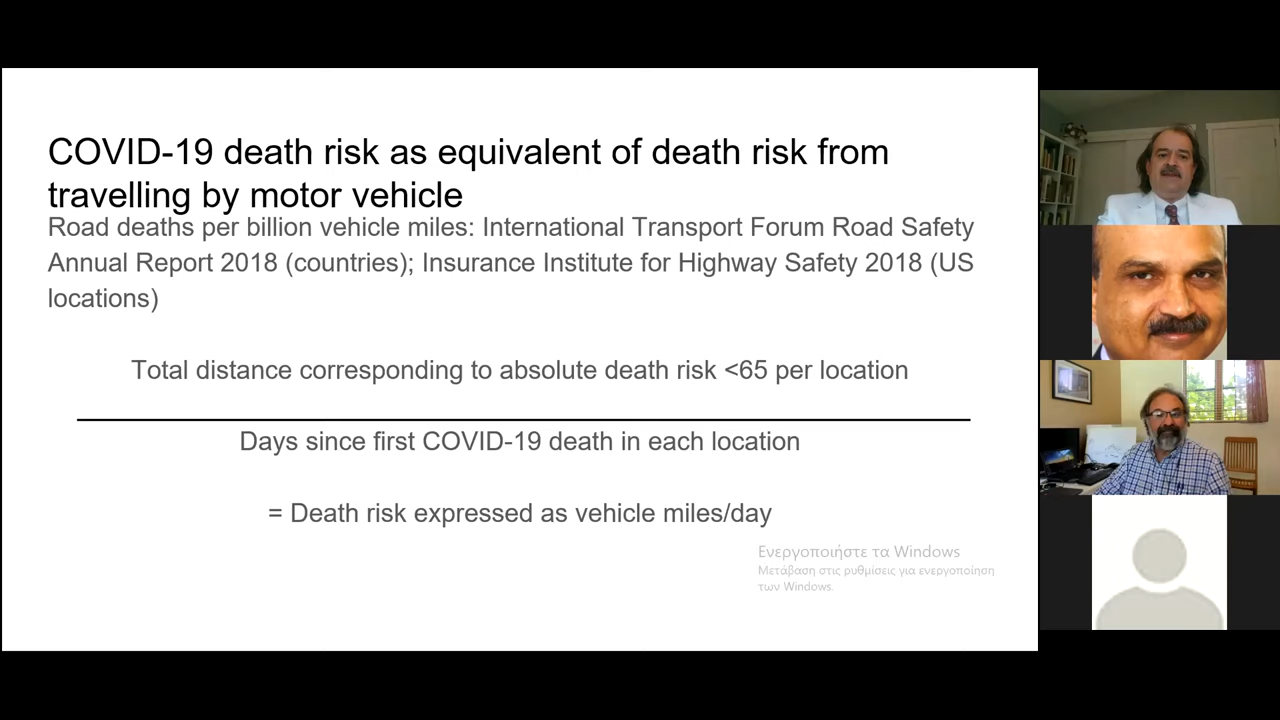 COVID-19 death risk as equivalent of death risk from
travelling by motor vehicle
Road deaths per billion vehicle miles: International Transport Forum Road Safety
Annual Report 2018 (countries); Insurance Institute for Highway Safety 2018 (US
locations)
Total distance corresponding to absolute death risk <65 per location
Days since first COVID-19 death in each location
= Death risk expressed as vehicle miles/day
Ενεργοποιήστε τα Windows
Μετάβαση στις ρυθμίσεις για ενεργοποίηση
των Windows.